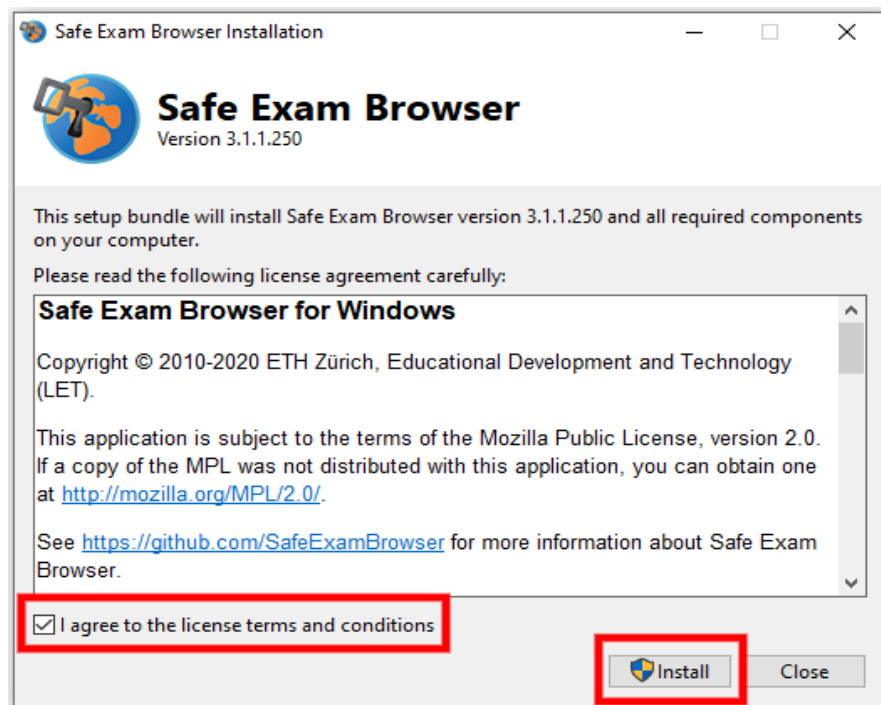 Safe Exam Browser Installation
Safe Exam Browser
Version 3.1.1.250
This setup bundle will install Safe Exam Browser version 3.1.1.250 and all required components
on your computer.
Please read the following license agreement carefully:
Safe Exam Browser for Windows
Copyright © 2010-2020 ETH Zürich, Educational Development and Technology
(LET).
This application is subject to the terms of the Mozilla Public License, version 2.0.
If a copy of the MPL was not distributed with this application, you can obtain one
at http://mozilla.org/MPL/2.0/.
See https://github.com/SafeExamBrowser for more information about Safe Exam
Browser.
I agree to the license terms and conditions
Install Close